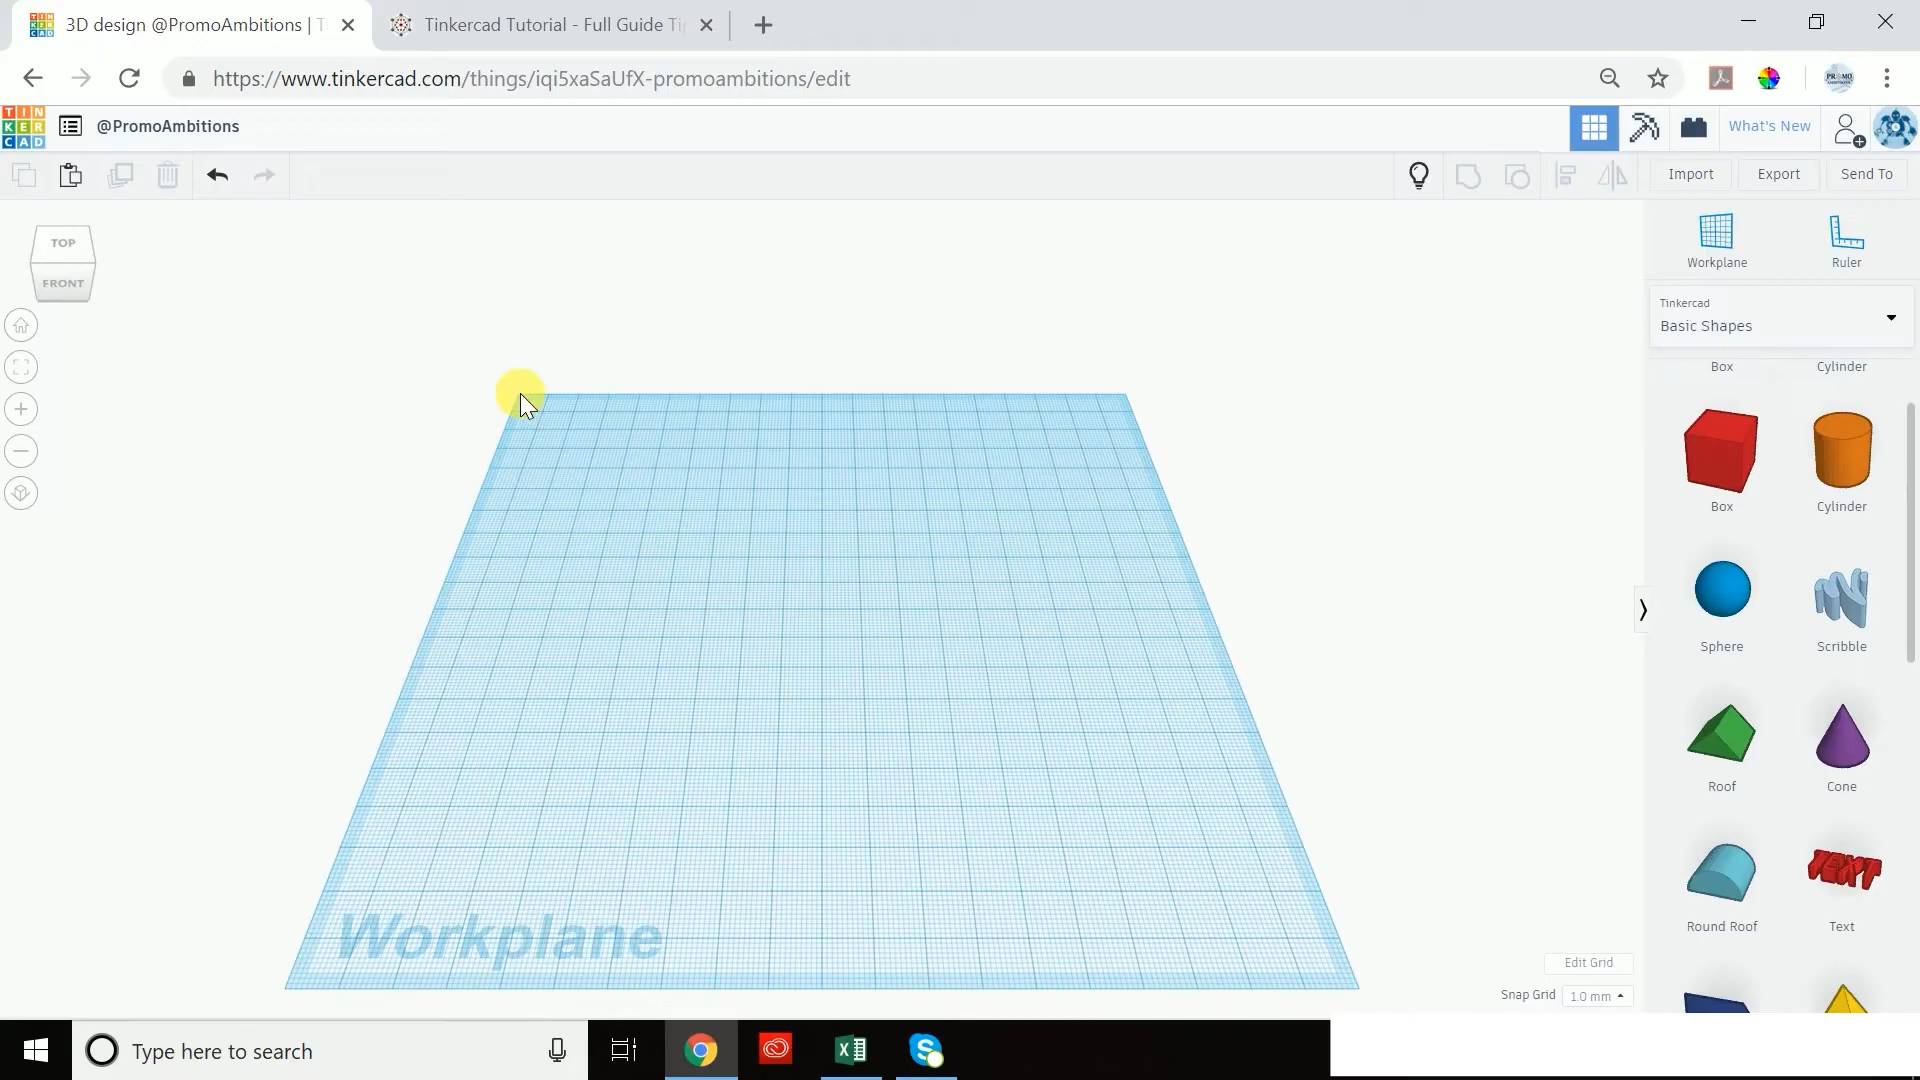 3D design @PromoAmbitions | T
Tinkercad Tutorial - Full Guide Ti
https://www.tinkercad.com/things/iqi5xaSaUfX-promoambitions/edit
TIN
KER
CAD
@PromoAmbitions
What's New
Import
Export
Send To
TOP
FRONT
Workplane
Ruler
Tinkercad
Basic Shapes
Box
Cylinder
Box
Cylinder
Sphere
Scribble
Roof
Cone
TEXT
Round Roof
Text
Workplane
Edit Grid
Snap Grid
1.0 mm
Type here to search